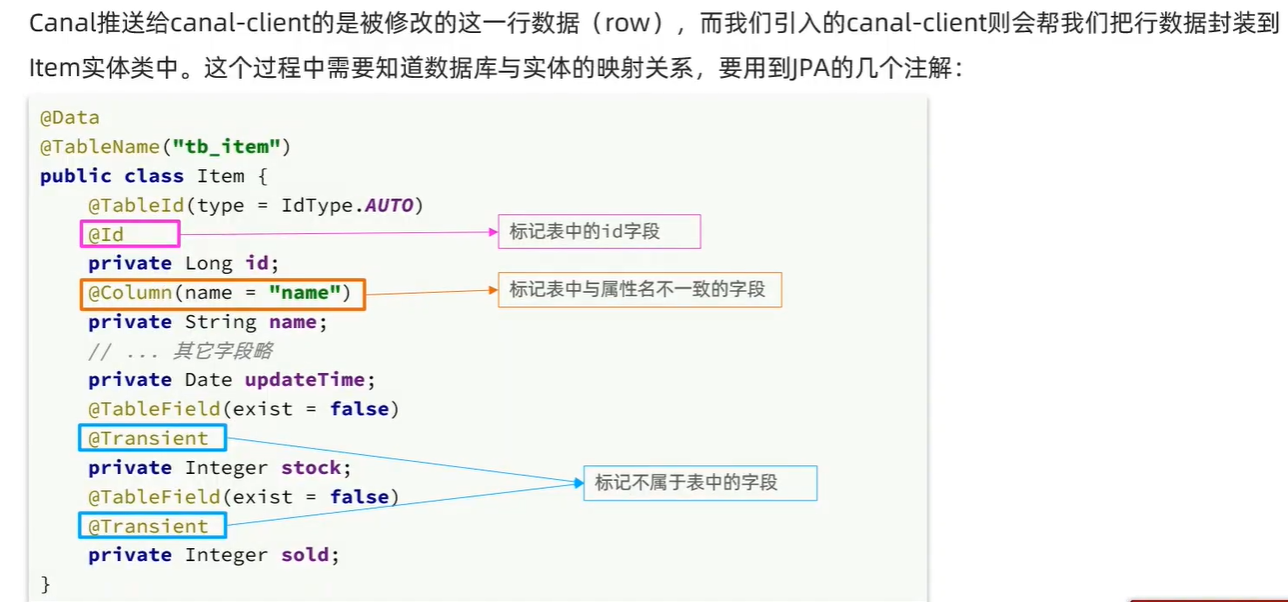 Canal推送给canal-client的是被修改的这一行数据（row），而我们引入的canal-client则会帮我们把行数据封装到
Item实体类中。这个过程中需要知道数据库与实体的映射关系，要用到JPA的几个注解：
@Data
@TableName("tb_item")
public class Item {
@TableId(type = IdType.AUTO)
@Id
标记表中的id字段
private Long id;
@Column(name = "name")
标记表中与属性名不一致的字段
private String name;
// ... 其它字段略
private Date updateTime;
@TableField(exist = false)
@Transient
private Integer stock;
标记不属于表中的字段
@TableField(exist = false)
@Transient
private Integer sold;
}